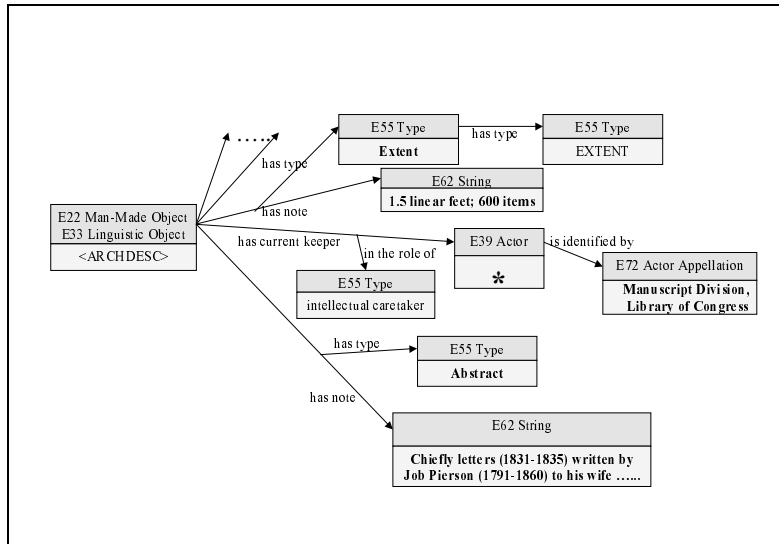 E55 Type
has type
E55 Type
Extent
EXTENT
…..
has type
E62 String
1.5 linear feet; 600 items
has note
E22 Man-Made Object
E33 Linguistic Object
<ARCHDESC>
has current keeper
in the role of
E39 Actor
*
is identified by
E72 Actor Appellation
Manuscript Division,
Library of Congress
E55 Type
intellectual caretaker
has type
E55 Type
Abstract
has note
E62 String
Chiefly letters (1831-1835) written by
Job Pierson (1791-1860) to his wife …...